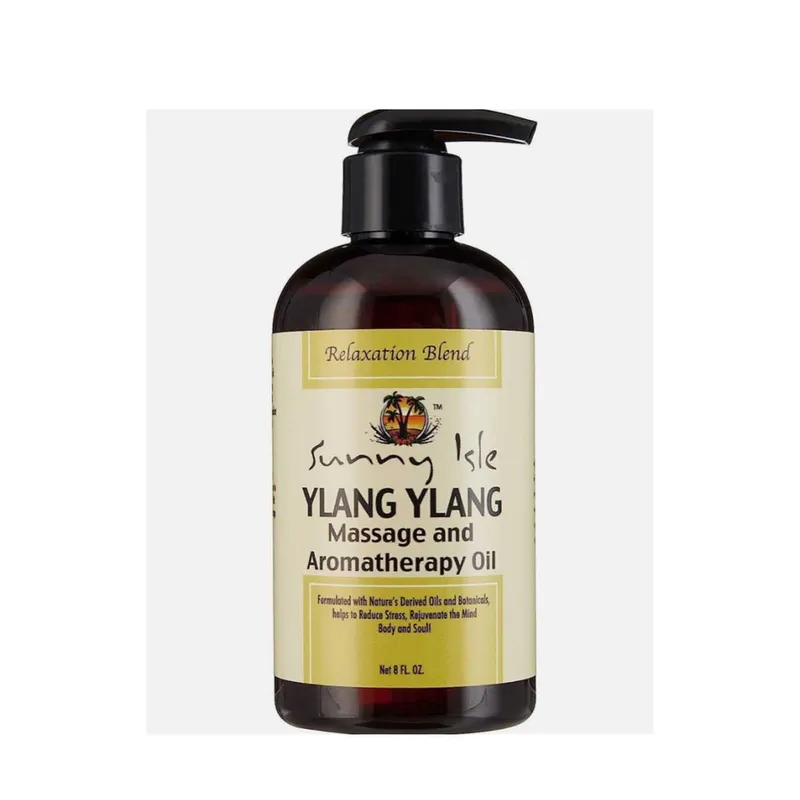 Relaxation Blend
TM
Sunny Isle
YLANG YLANG
Massage and
Aromatherapy Oil
Formulated with Nature's Derived Oils and Botanicals,
helps to Reduce Stress, Rejuvenate the Mind
Body and Soul!
Net 8 FL. OZ.